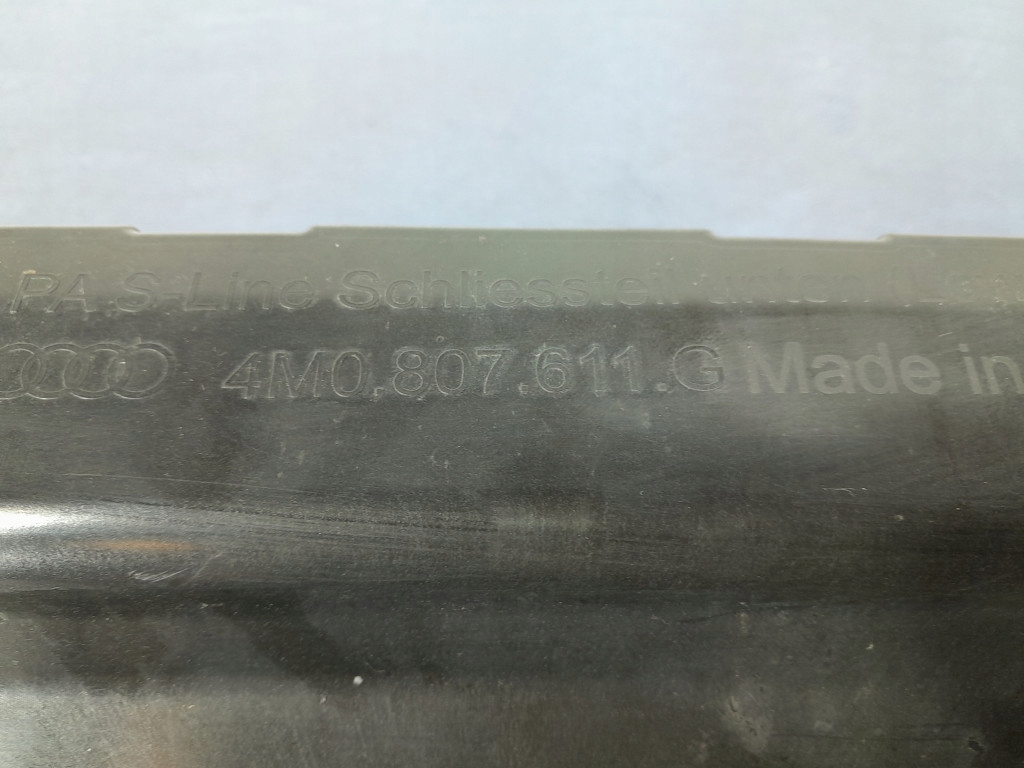 PA S-Line Schliessteil unten
4M0.807.611.G Made in